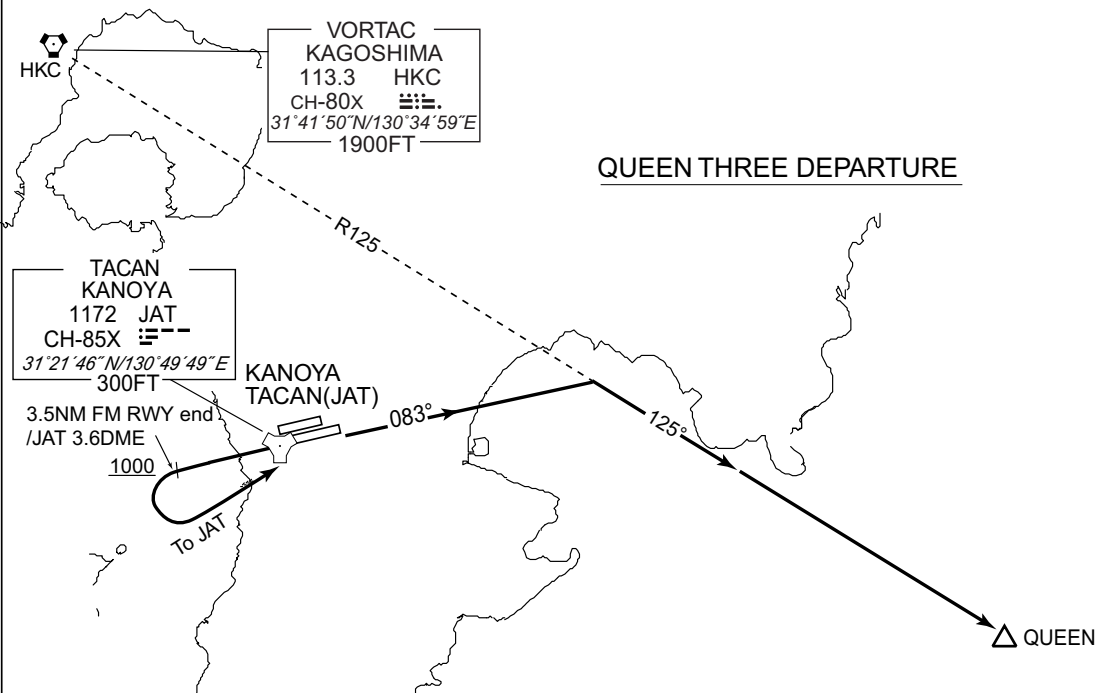 VORTAC
KAGOSHIMA
113.3 HKC
CH-80X
31°41´50˝N/130°34´59˝E
1900FT
HKC
QUEEN THREE DEPARTURE
R125
TACAN
KANOYA
1172 JAT
CH-85X
31°21´46˝N/130°49´49˝E
300FT
KANOYA
TACAN(JAT)
3.5NM FM RWY end
/JAT 3.6DME
1000
083°
125°
To JAT
QUEEN